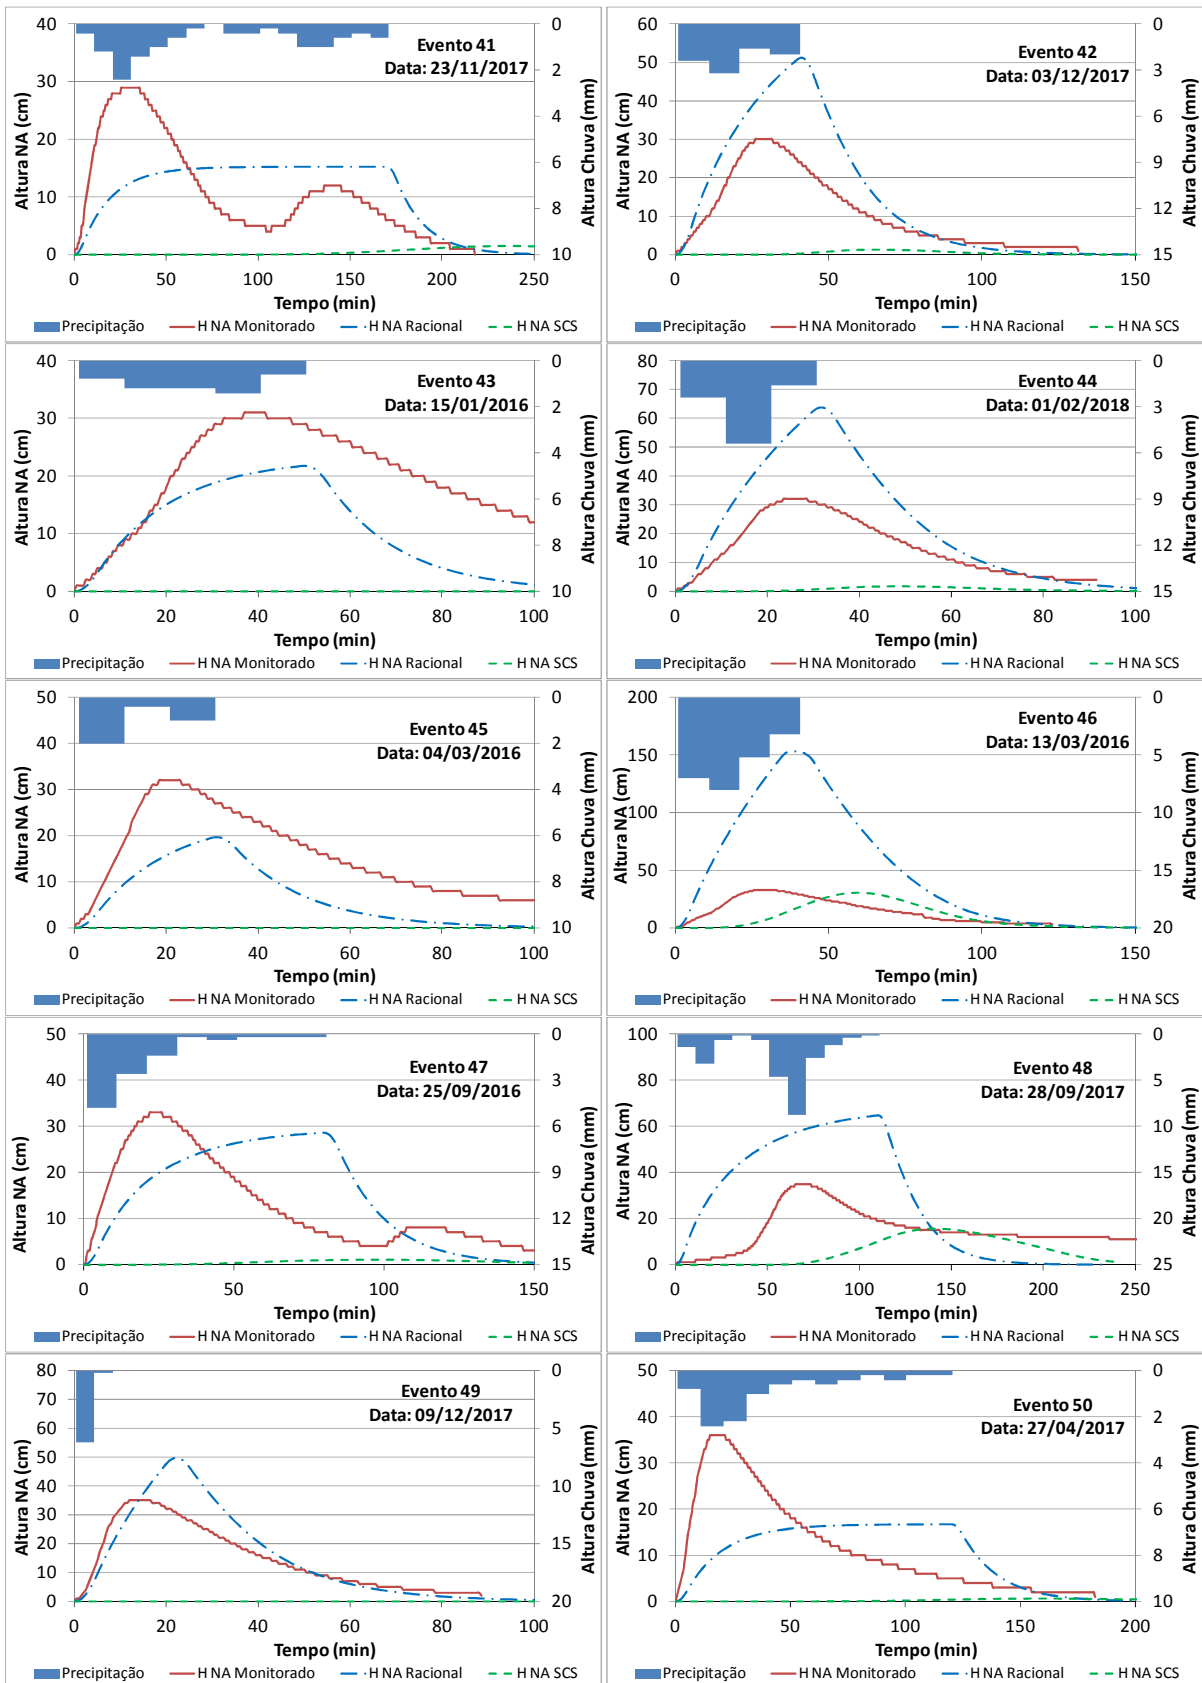 Evento 41
Data: 23/11/2017
Altura NA (cm)
40
30
20
10
0
0
2
4
6
8
10
Altura Chuva (mm)
0 50 100 150 200 250
Tempo (min)
Precipitação H NA Monitorado H NA Racional H NA SCS
Evento 42
Data: 03/12/2017
Altura NA (cm)
60
50
40
30
20
10
0
0
3
6
9
12
15
Altura Chuva (mm)
0 50 100 150
Tempo (min)
Precipitação H NA Monitorado H NA Racional H NA SCS
Evento 43
Data: 15/01/2016
Altura NA (cm)
40
30
20
10
0
0
2
4
6
8
10
Altura Chuva (mm)
0 20 40 60 80 100
Tempo (min)
Precipitação H NA Monitorado H NA Racional H NA SCS
Evento 44
Data: 01/02/2018
Altura NA (cm)
80
70
60
50
40
30
20
10
0
0
3
6
9
12
15
Altura Chuva (mm)
0 20 40 60 80 100
Tempo (min)
Precipitação H NA Monitorado H NA Racional H NA SCS
Evento 45
Data: 04/03/2016
Altura NA (cm)
50
40
30
20
10
0
0
2
4
6
8
10
Altura Chuva (mm)
0 20 40 60 80 100
Tempo (min)
Precipitação H NA Monitorado H NA Racional H NA SCS
Evento 46
Data: 13/03/2016
Altura NA (cm)
200
150
100
50
0
0
5
10
15
20
Altura Chuva (mm)
0 50 100 150
Tempo (min)
Precipitação H NA Monitorado H NA Racional H NA SCS
Evento 47
Data: 25/09/2016
Altura NA (cm)
50
40
30
20
10
0
0
3
6
9
12
15
Altura Chuva (mm)
0 50 100 150
Tempo (min)
Precipitação H NA Monitorado H NA Racional H NA SCS
Evento 48
Data: 28/09/2017
Altura NA (cm)
100
80
60
40
20
0
0
5
10
15
20
25
Altura Chuva (mm)
0 50 100 150 200 250
Tempo (min)
Precipitação H NA Monitorado H NA Racional H NA SCS
Evento 49
Data: 09/12/2017
Altura NA (cm)
80
70
60
50
40
30
20
10
0
0
5
10
15
20
Altura Chuva (mm)
0 20 40 60 80 100
Tempo (min)
Precipitação H NA Monitorado H NA Racional H NA SCS
Evento 50
Data: 27/04/2017
Altura NA (cm)
50
40
30
20
10
0
0
2
4
6
8
10
Altura Chuva (mm)
0 50 100 150 200
Tempo (min)
Precipitação H NA Monitorado H NA Racional H NA SCS